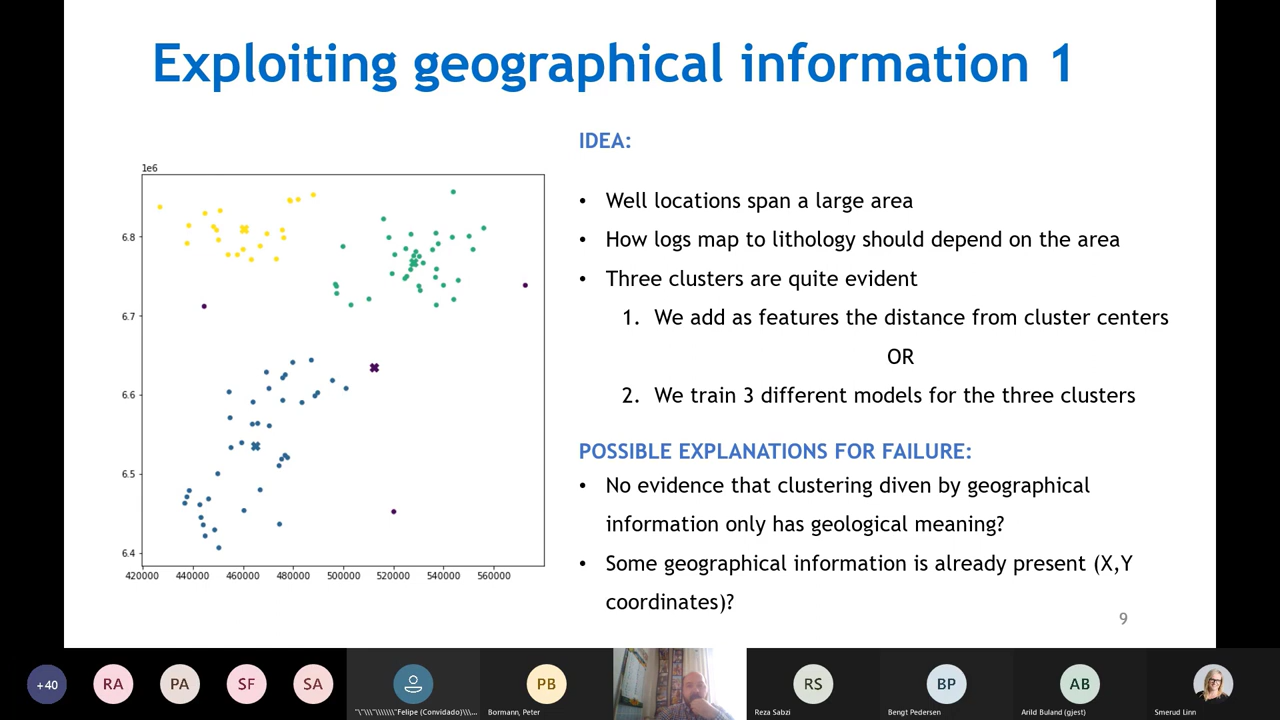 Exploiting geographical information 1
IDEA:
• Well locations span a large area
• How logs map to lithology should depend on the area
• Three clusters are quite evident
1. We add as features the distance from cluster centers
OR
2. We train 3 different models for the three clusters
POSSIBLE EXPLANATIONS FOR FAILURE:
• No evidence that clustering diven by geographical
information only has geological meaning?
• Some geographical information is already present (X,Y
coordinates)?
9
1e6
6.8
6.7
6.6
6.5
6.4
420000 440000 460000 480000 500000 520000 540000 560000
+40 RA PA SF SA PB RS BP AB
"\"\\\"\\\\\\\"Felipe (Convidado)\\\...
Bormann, Peter
Reza Sabzi
Bengt Pedersen
Arild Buland (gjest)
Smerud Linn